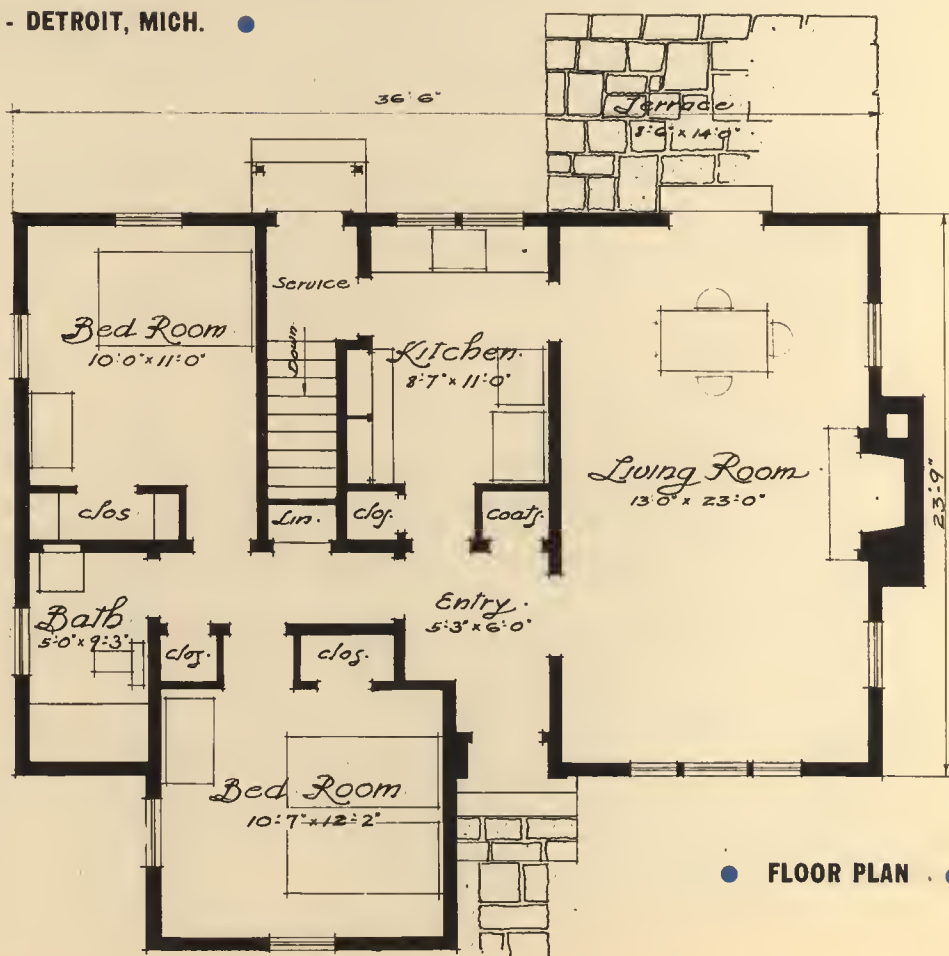 - DETROIT, MICH.
36'6"
Terrace
8'6" x 14'0"
Service
Down
Bed Room
10'0" x 11'0"
Kitchen.
8'7" x 11'0"
Living Room
13'0" x 23'0"
23'-9"
clos
Lin.
clos.
coats.
Entry.
5'3" x 6'0"
Bath
5'0" x 9'3"
clos.
clos.
Bed Room
10'7" x 12'2"
FLOOR PLAN